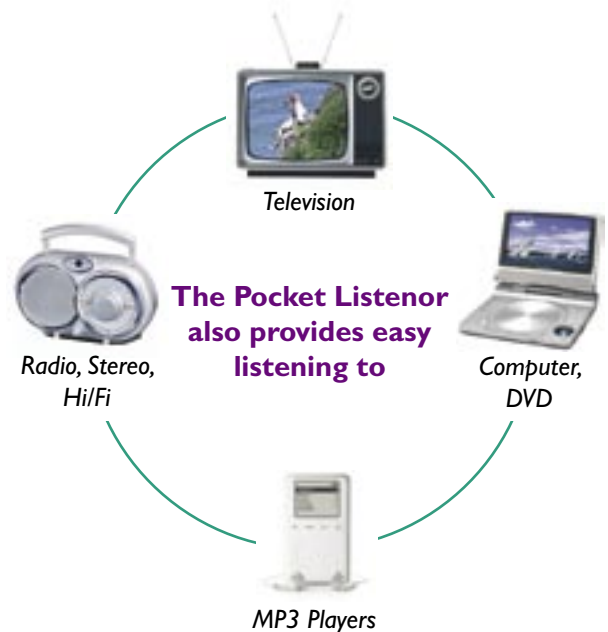 Television
The Pocket Listenor
also provides easy
listening to
Radio, Stereo,
Hi/Fi
Computer,
DVD
MP3 Players